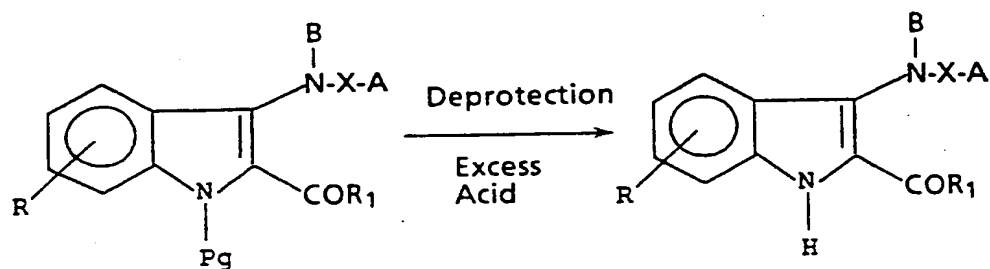 B
N-X-A
R
N
COR1
Pg
Deprotection
Excess
Acid
B
N-X-A
R
N
COR1
H